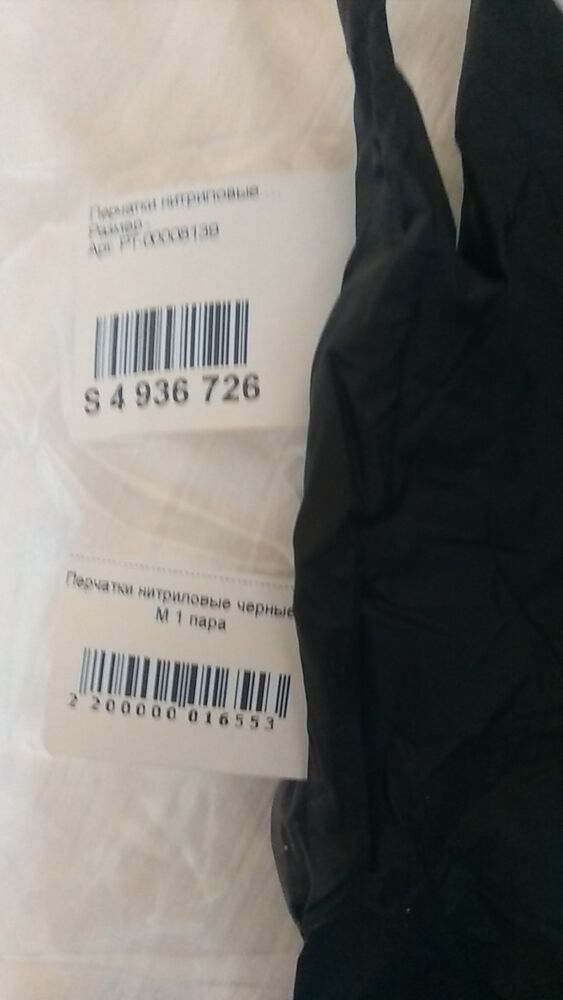 Перчатки нитриловые ...
Размер -
Арт. РТ-00008139
S 4 936 726
Перчатки нитриловые черные
М 1 пара
2 200000 016553